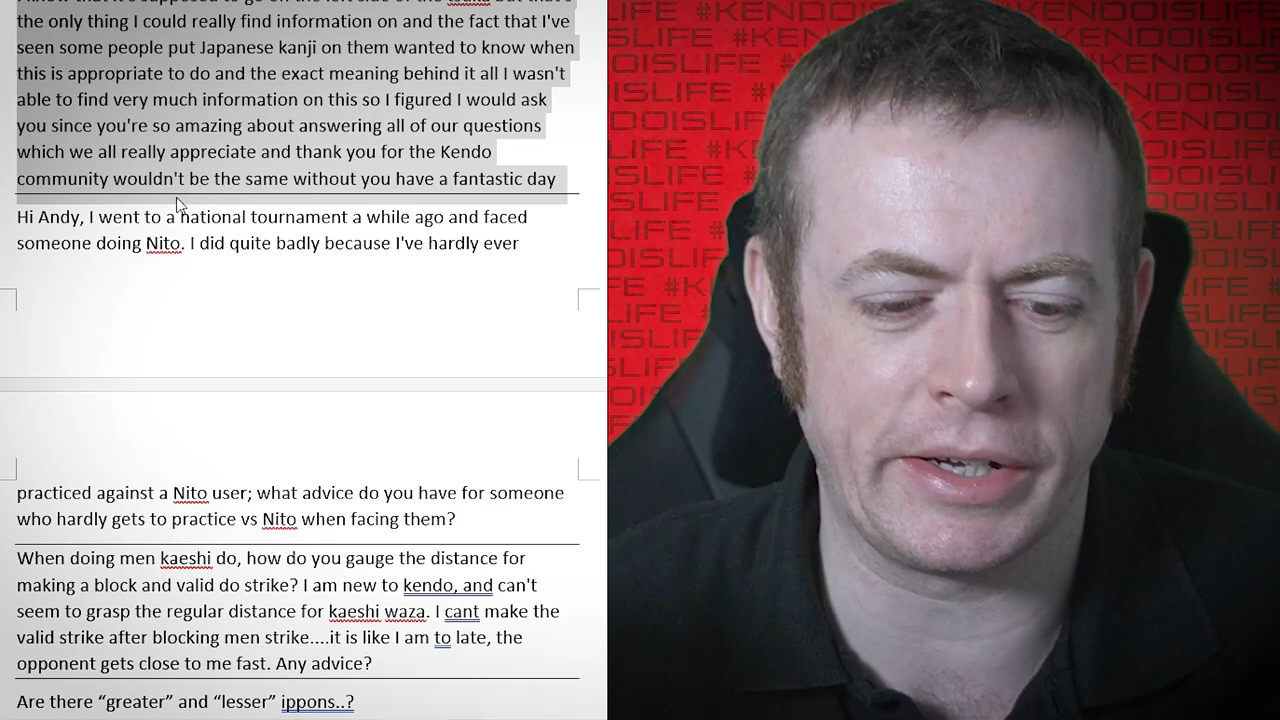 the only thing I could really find information on and the fact that I've
seen some people put Japanese kanji on them wanted to know when
this is appropriate to do and the exact meaning behind it all I wasn't
able to find very much information on this so I figured I would ask
you since you're so amazing about answering all of our questions
which we all really appreciate and thank you for the Kendo
community wouldn't be the same without you have a fantastic day
Hi Andy, I went to a national tournament a while ago and faced
someone doing Nito. I did quite badly because I've hardly ever
practiced against a Nito user; what advice do you have for someone
who hardly gets to practice vs Nito when facing them?
When doing men kaeshi do, how do you gauge the distance for
making a block and valid do strike? I am new to kendo, and can't
seem to grasp the regular distance for kaeshi waza. I cant make the
valid strike after blocking men strike....it is like I am to late, the
opponent gets close to me fast. Any advice?
Are there “greater” and “lesser” ippons..?
#KENDOISLIFE